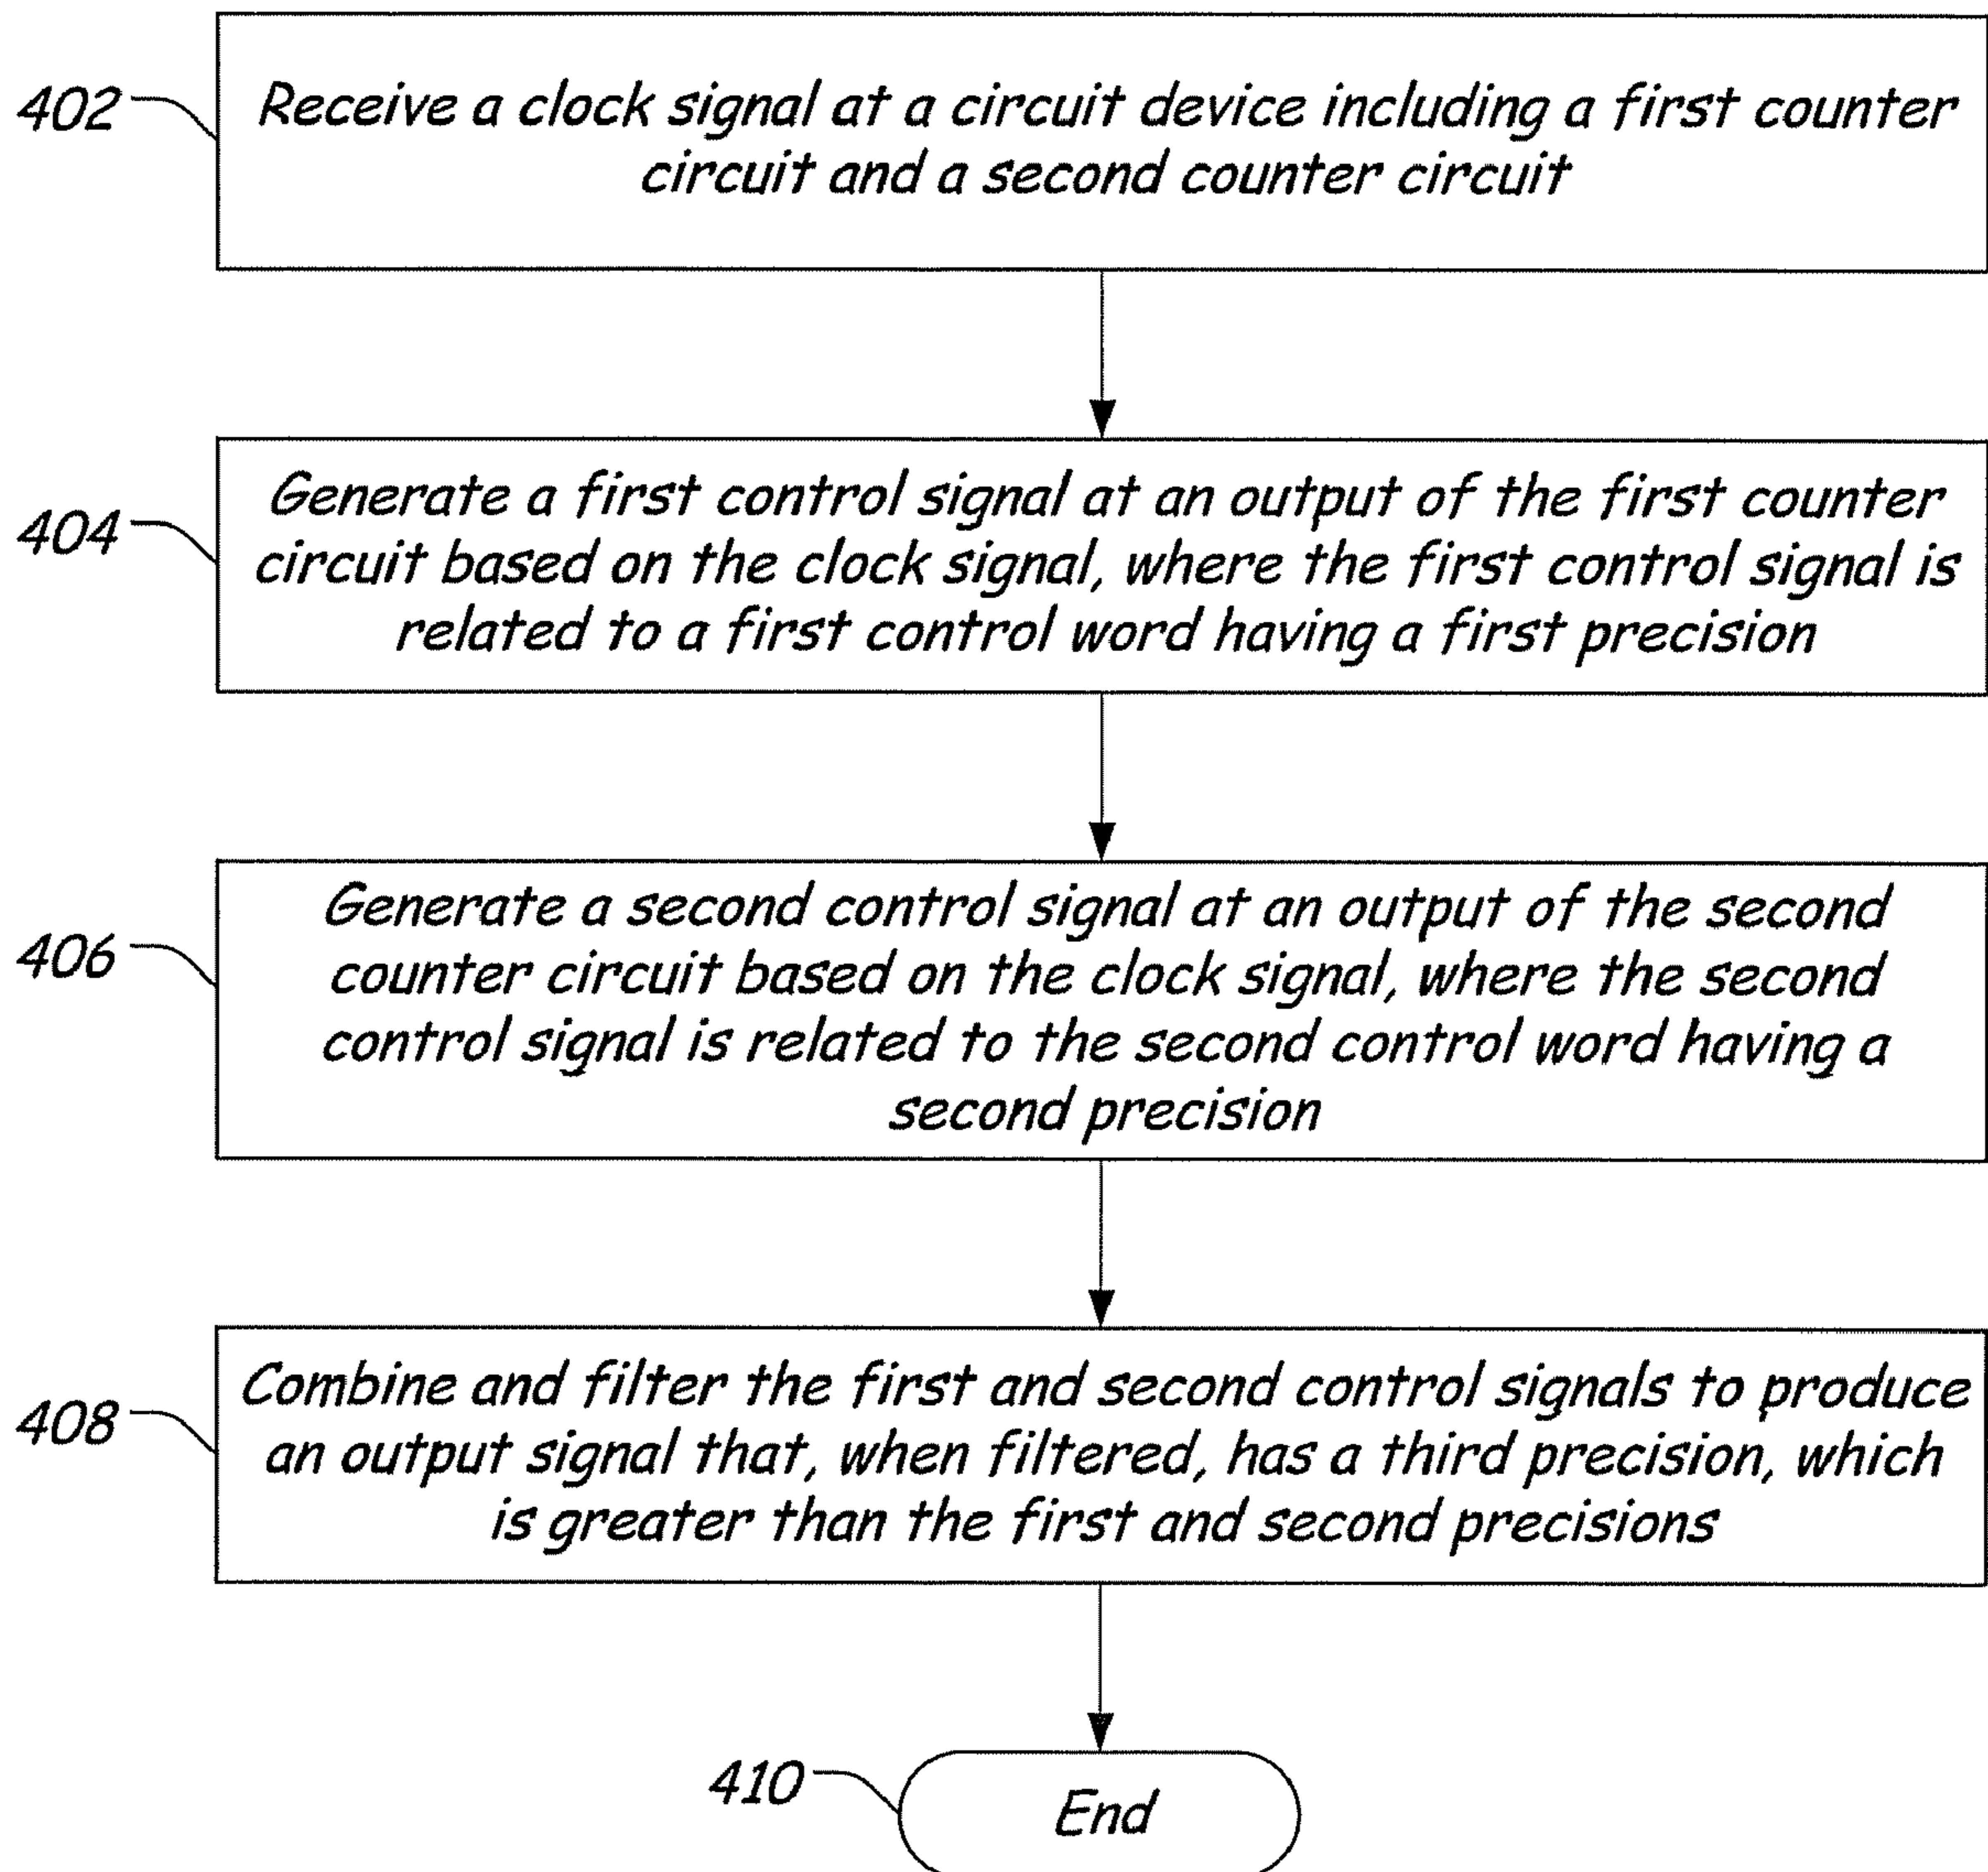 402
Receive a clock signal at a circuit device including a first counter
circuit and a second counter circuit
404
Generate a first control signal at an output of the first counter
circuit based on the clock signal, where the first control signal is
related to a first control word having a first precision
406
Generate a second control signal at an output of the second
counter circuit based on the clock signal, where the second
control signal is related to the second control word having a
second precision
408
Combine and filter the first and second control signals to produce
an output signal that, when filtered, has a third precision, which
is greater than the first and second precisions
410
End